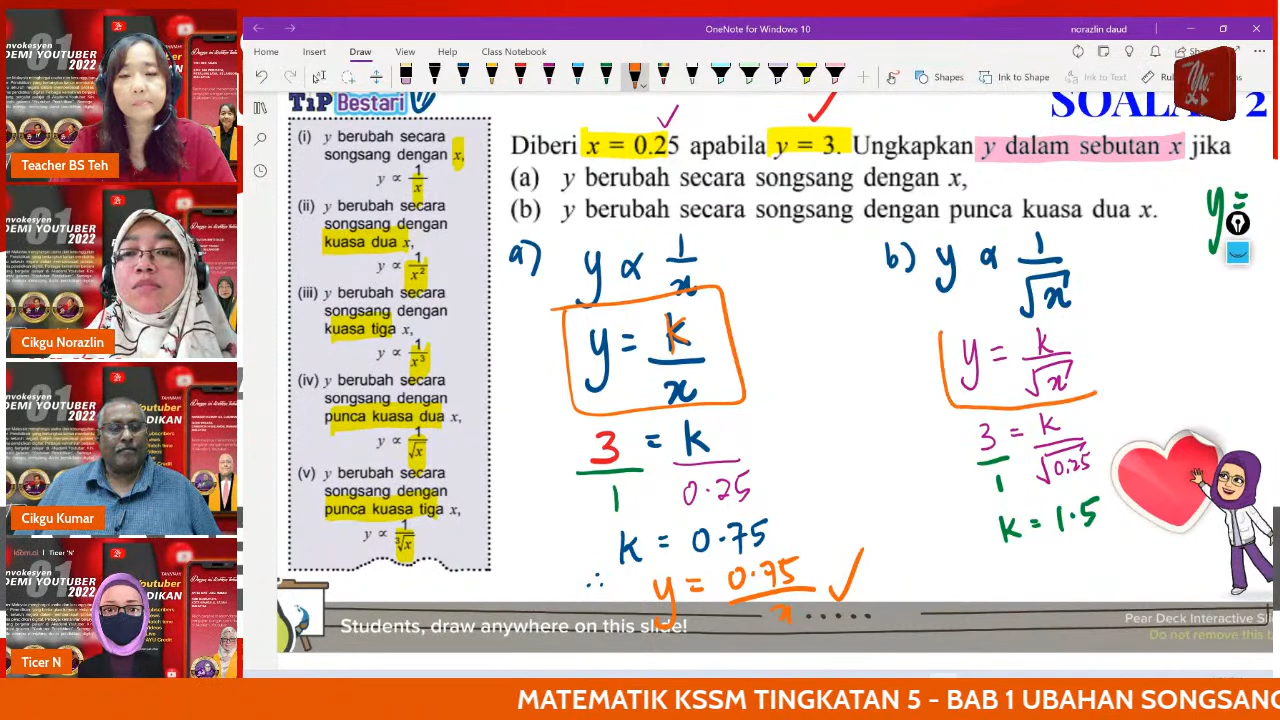 OneNote for Windows 10
norazlin daud
Home Insert Draw View Help Class Notebook
Shapes Ink to Shape Ink to Text
TiP Bestari
(i) y berubah secara
songsang dengan x,
y ∝ 1/x
(ii) y berubah secara
songsang dengan
kuasa dua x,
y ∝ 1/x²
(iii) y berubah secara
songsang dengan
kuasa tiga x,
y ∝ 1/x³
(iv) y berubah secara
songsang dengan
punca kuasa dua x,
y ∝ 1/√x
(v) y berubah secara
songsang dengan
punca kuasa tiga x,
y ∝ 1/∛x
Diberi x = 0.25 apabila y = 3. Ungkapkan y dalam sebutan x jika
(a) y berubah secara songsang dengan x,
(b) y berubah secara songsang dengan punca kuasa dua x.
y =
a) y ∝ 1/x
y = k/x
3/1 = k/0.25
k = 0.75
∴ y = 0.75/x
b) y ∝ 1/√x
y = k/√x
3/1 = k/√0.25
k = 1.5
Students, draw anywhere on this slide!
Pear Deck Interactive Sli
Do not remove this
Teacher BS Teh
Cikgu Norazlin
Cikgu Kumar
Ticer N
MATEMATIK KSSM TINGKATAN 5 - BAB 1 UBAHAN SONGSANG